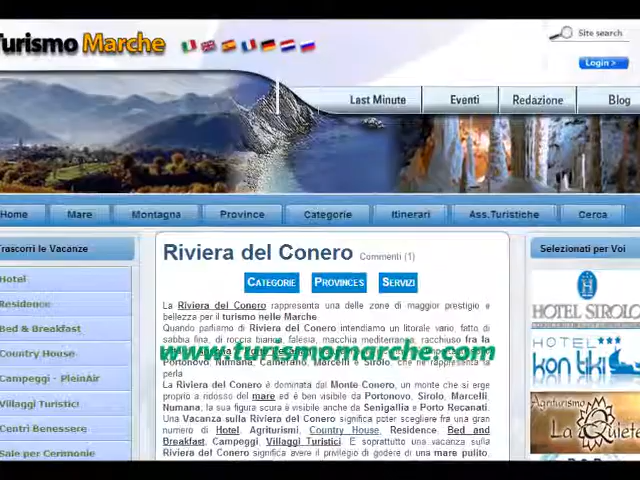 Turismo Marche
Site search
Login >
Last Minute
Eventi
Redazione
Blog
Home
Mare
Montagna
Province
Categorie
Itinerari
Ass.Turistiche
Cerca
Trascorri le Vacanze
Hotel
Residence
Bed & Breakfast
Country House
Campeggi - PleinAir
Villaggi Turistici
Centri Benessere
Sale per Cerimonie
Riviera del Conero Commenti (1)
CATEGORIE PROVINCES SERVIZI
La Riviera del Conero rappresenta una delle zone di maggior prestigio e
bellezza per il turismo nelle Marche
Quando parliamo di Riviera del Conero intendiamo un litorale vario, fatto di
sabbia fine, di rocce bianche, falesia, macchia mediterranea, racchiuso fra la
www.turismomarche.com
Portonovo, Numana, Camerano, Marcelli e Sirolo, che ne rappresenta la
perla
La Riviera del Conero è dominata dal Monte Conero, un monte che si erge
proprio a ridosso del mare ed è ben visibile da Portonovo, Sirolo, Marcelli,
Numana, la sua figura scura è visibile anche da Senigallia e Porto Recanati.
Una Vacanza sulla Riviera del Conero significa poter scegliere fra una gran
numero di Hotel, Agriturismi, Country House, Residence Bed and
Breakfast, Campeggi, Villaggi Turistici. E soprattutto una vacanza sulla
Riviera del Conero significa avere il privilegio di godere di una mare pulito,
Selezionati per Voi
HOTEL SIROLO
HOTEL
kon tiki
Agriturismo
La Quiete